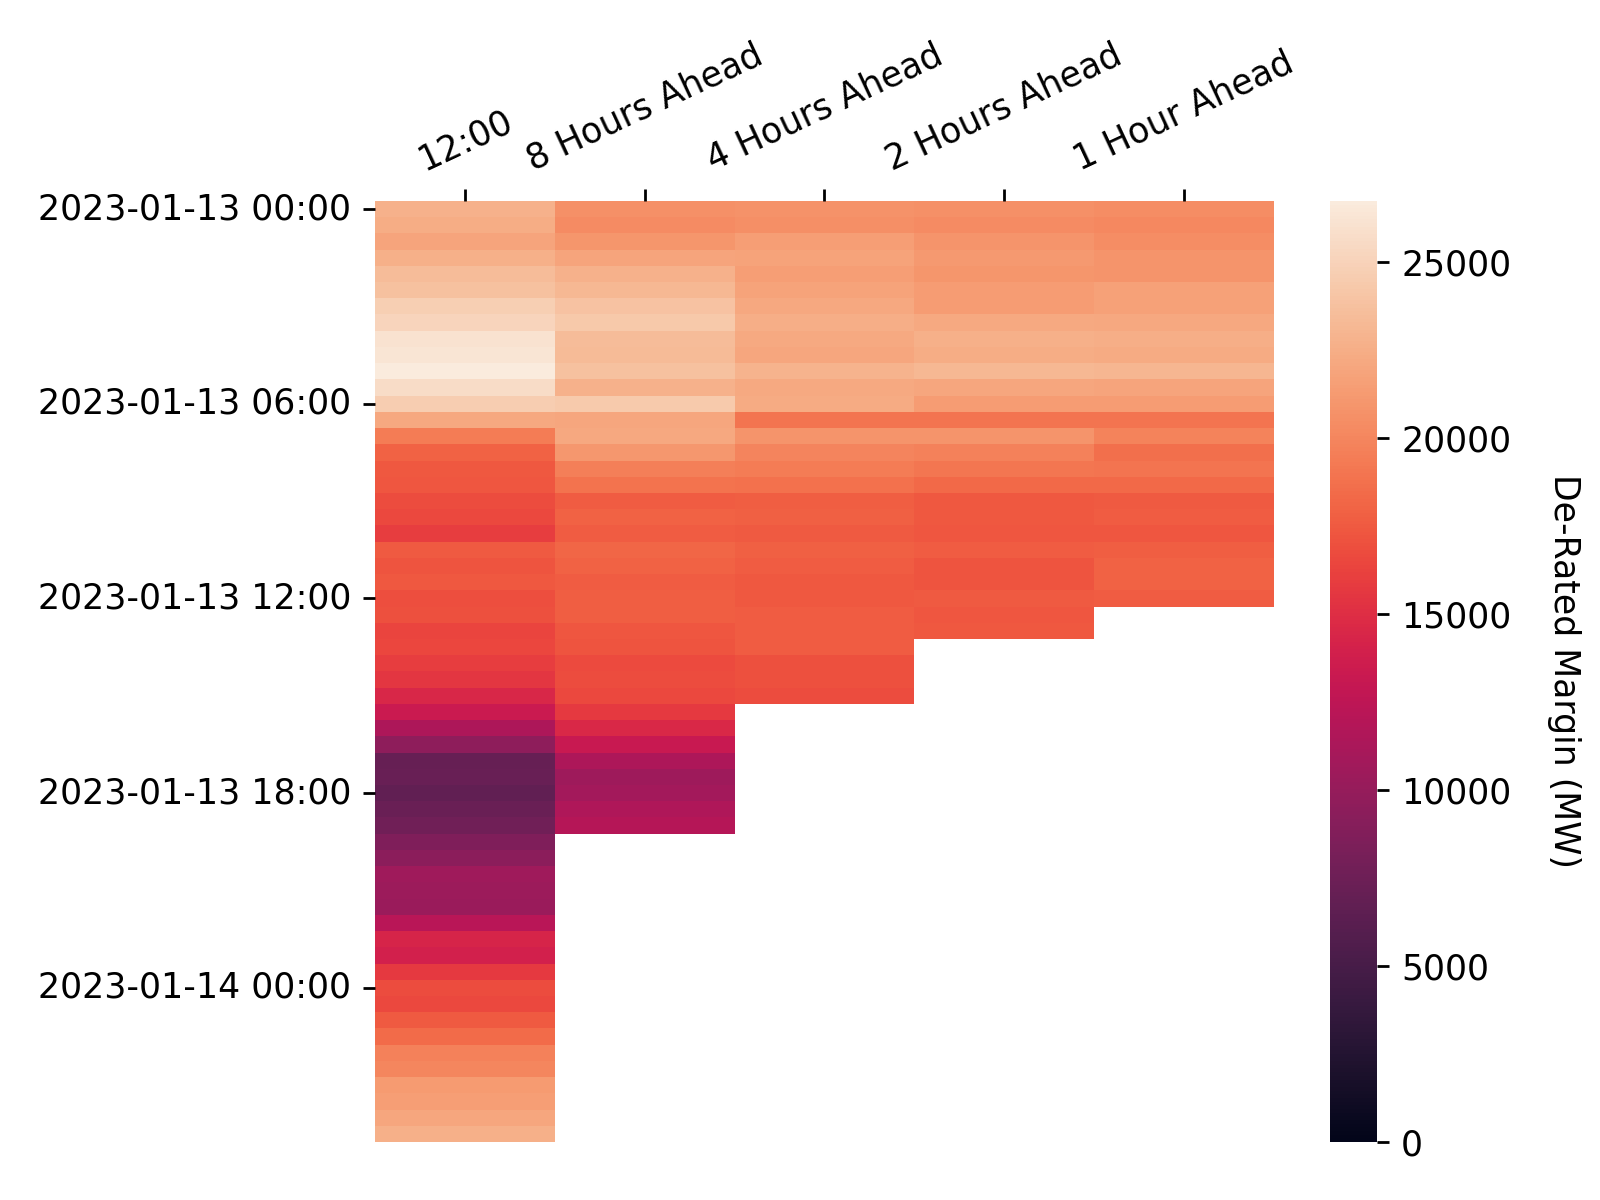 12:00
8 Hours Ahead
4 Hours Ahead
2 Hours Ahead
1 Hour Ahead
2023-01-13 00:00
2023-01-13 06:00
2023-01-13 12:00
2023-01-13 18:00
2023-01-14 00:00
25000
20000
15000
10000
5000
0
De-Rated Margin (MW)